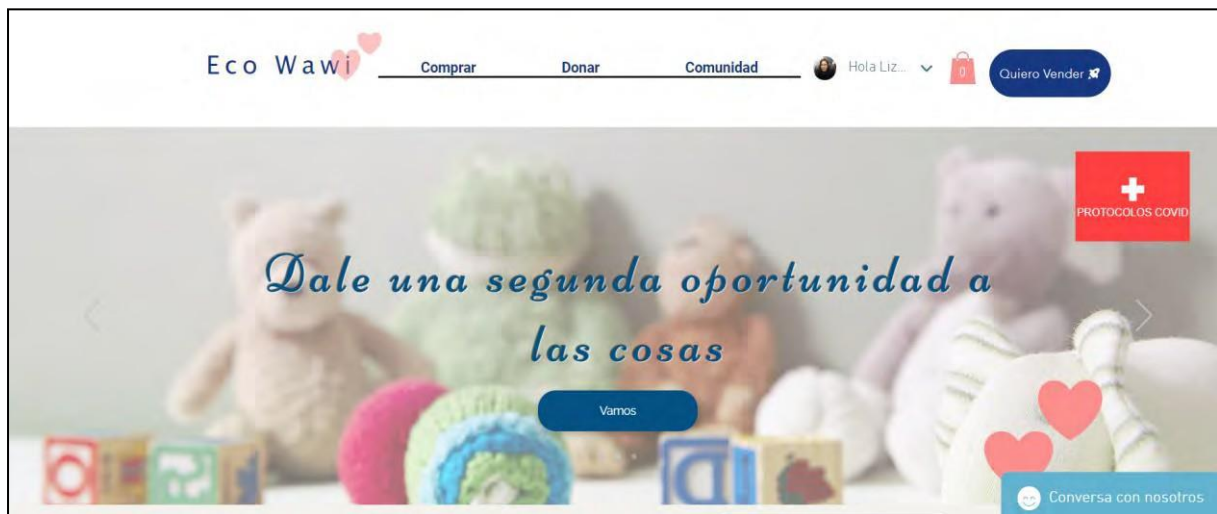 Eco Wawi
Comprar
Donar
Comunidad
Hola Liz...
0
Quiero Vender
PROTOCOLOS COVID
Dale una segunda oportunidad a
las cosas
Vamos
Conversa con nosotros